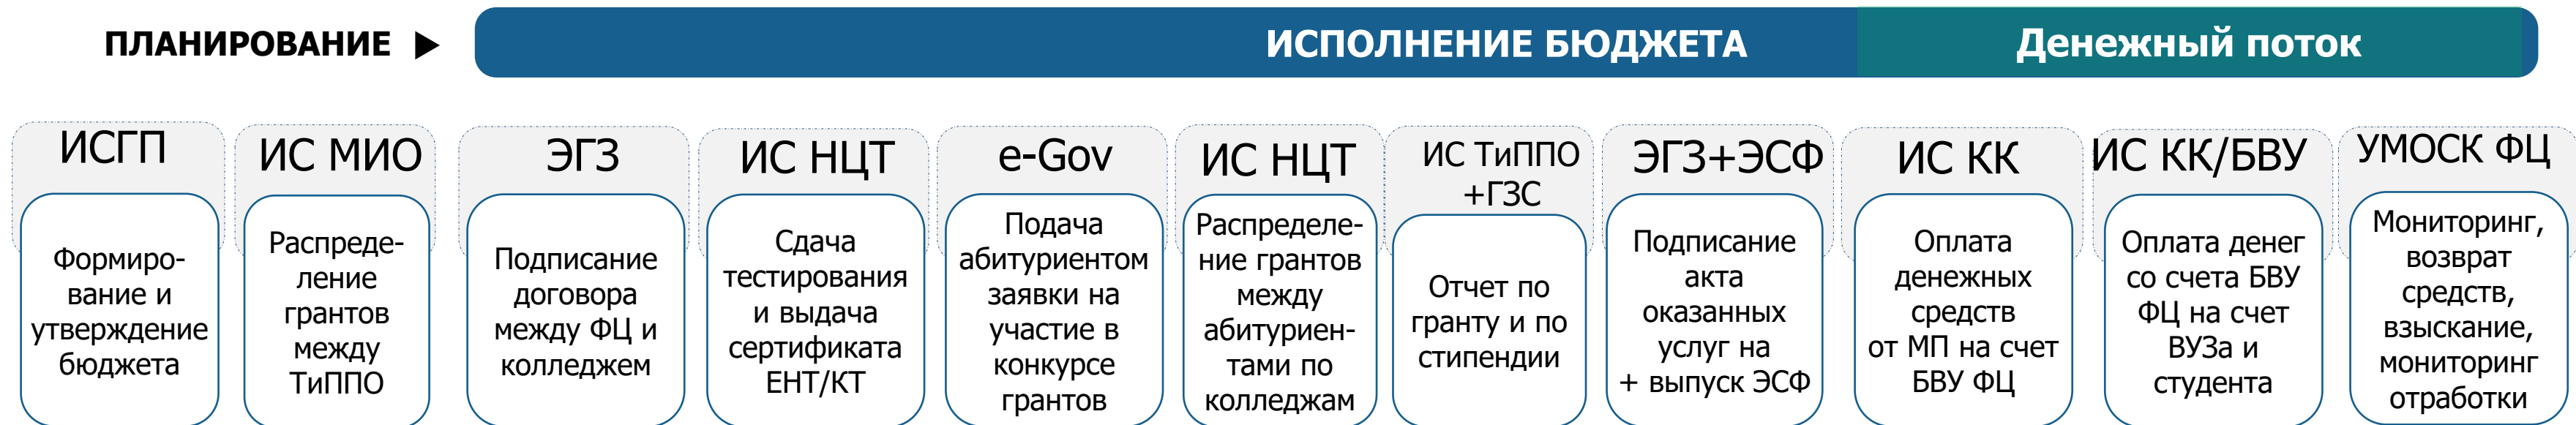 ПЛАНИРОВАНИЕ
ИСПОЛНЕНИЕ БЮДЖЕТА
Денежный поток
ИСГП
Формиро-
вание и
утверждение
бюджета
ИС МИО
Распреде-
ление
грантов
между
ТиППО
ЭГЗ
Подписание
договора
между ФЦ и
колледжем
ИС НЦТ
Сдача
тестирования
и выдача
сертификата
ЕНТ/КТ
e-Gov
Подача
абитуриентом
заявки на
участие в
конкурсе
грантов
ИС НЦТ
Распределе-
ние грантов
между
абитуриен-
тами по
колледжам
ИС ТиППО
+ГЗС
Отчет по
гранту и по
стипендии
ЭГЗ+ЭСФ
Подписание
акта
оказанных
услуг на
+ выпуск ЭСФ
ИС КК
Оплата
денежных
средств
от МП на счет
БВУ ФЦ
ИС КК/БВУ
Оплата денег
со счета БВУ
ФЦ на счет
ВУЗа и
студента
УМОСК ФЦ
Мониторинг,
возврат
средств,
взыскание,
мониторинг
отработки